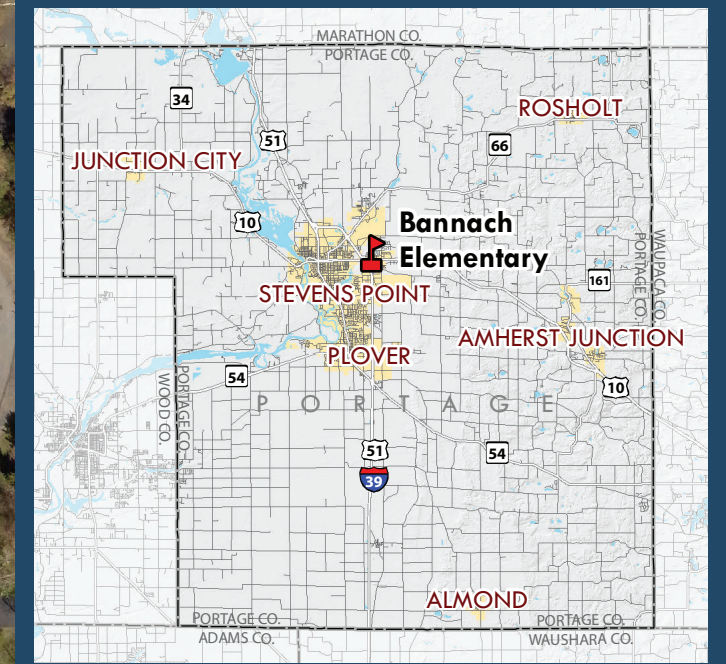 MARATHON CO.
PORTAGE CO.
34
ROSHOLT
51
66
JUNCTION CITY
10
Bannach
Elementary
WAUPACA CO.
PORTAGE CO.
161
STEVENS POINT
AMHERST JUNCTION
PLOVER
54
10
PORTAGE CO.
WOOD CO.
PORTAGE
51
54
39
ALMOND
PORTAGE CO.
ADAMS CO.
PORTAGE CO.
WAUSHARA CO.